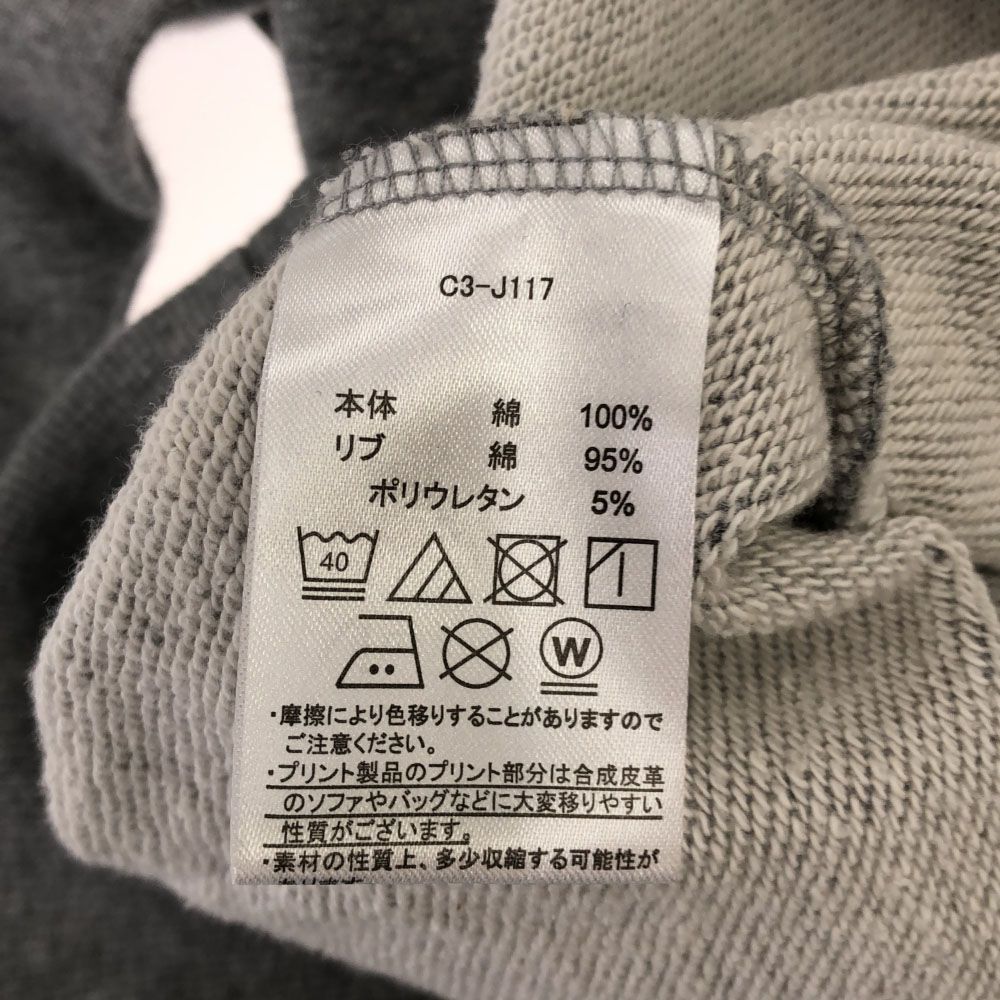 C3-J117
本体 綿 100%
リブ 綿 95%
ポリウレタン 5%
40
W
・摩擦により色移りすることがありますので
ご注意ください。
・プリント製品のプリント部分は合成皮革
のソファやバッグなどに大変移りやすい
性質がございます。
・素材の性質上、多少収縮する可能性が